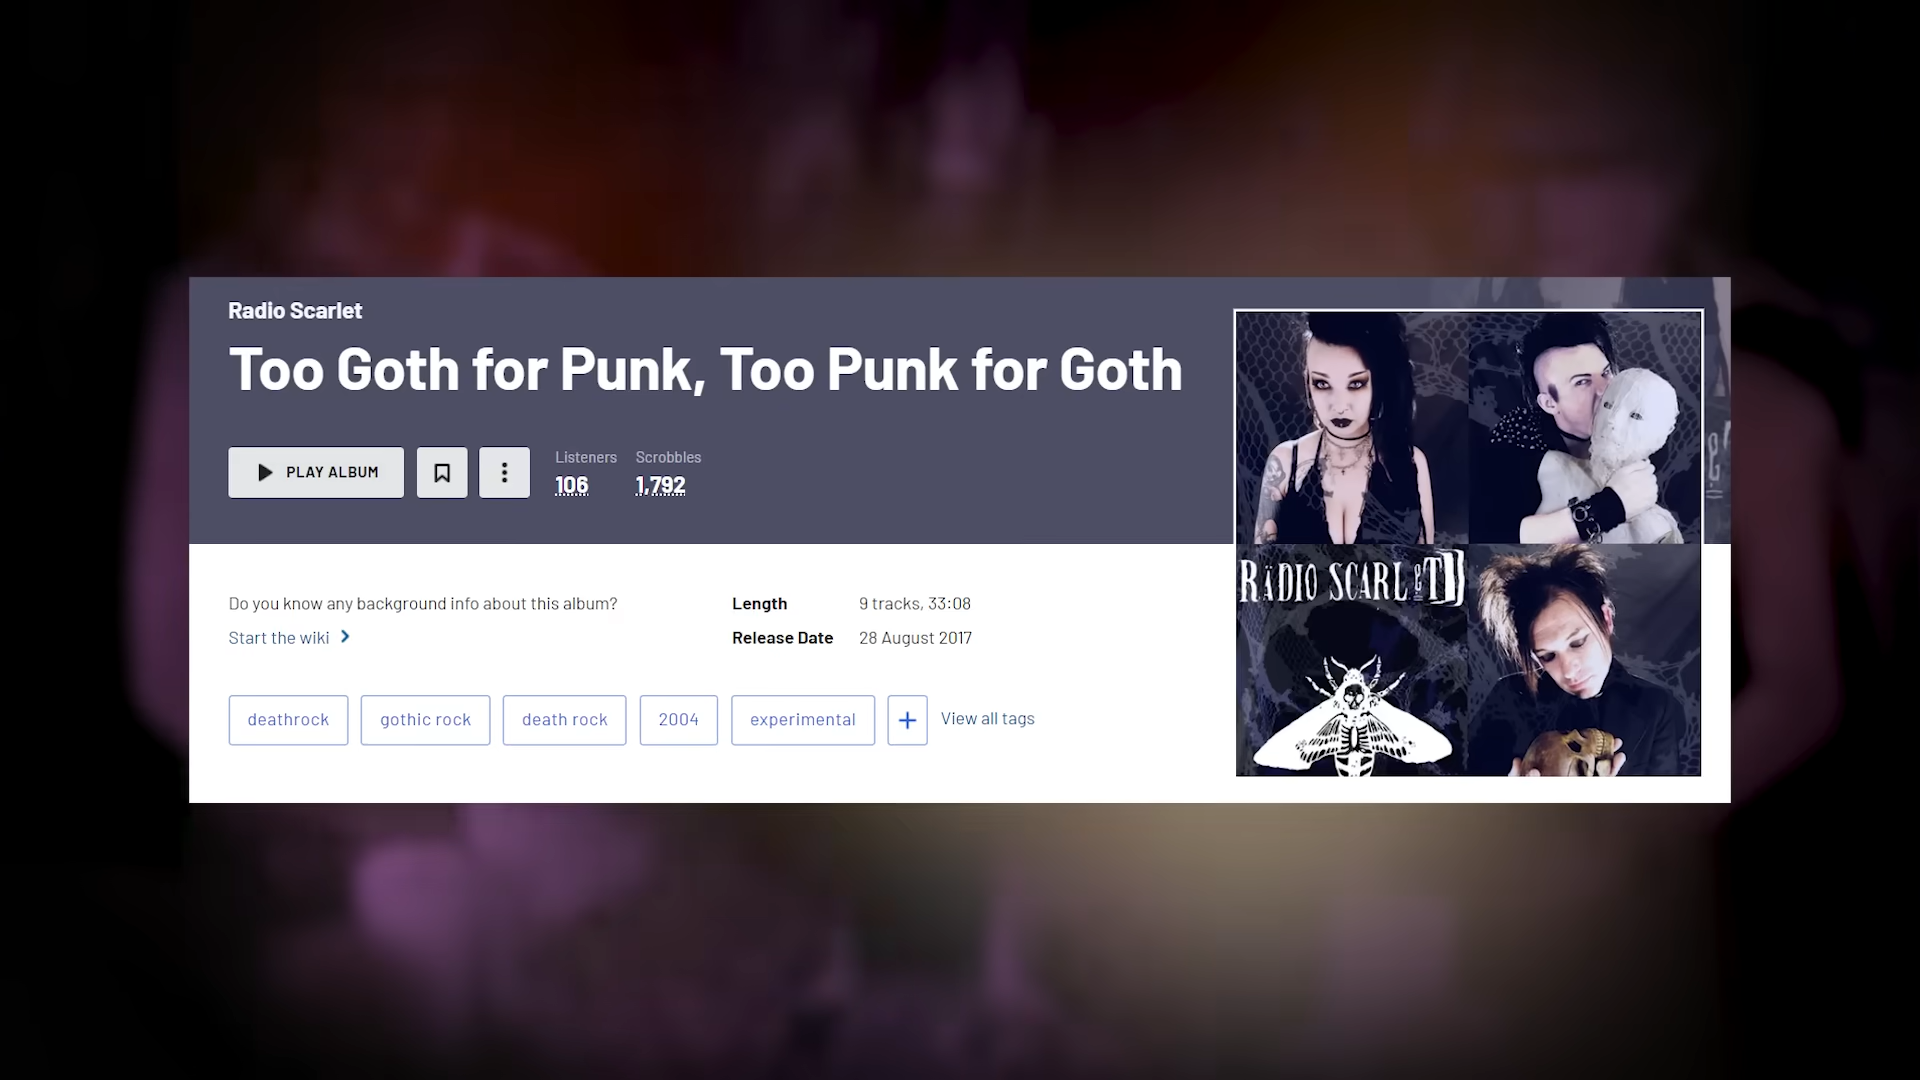 Radio Scarlet
Too Goth for Punk, Too Punk for Goth
PLAY ALBUM
Listeners Scrobbles
106 1,792
Do you know any background info about this album?
Start the wiki
Length 9 tracks, 33:08
Release Date 28 August 2017
deathrock gothic rock death rock 2004 experimental + View all tags
RADIO SCARLET